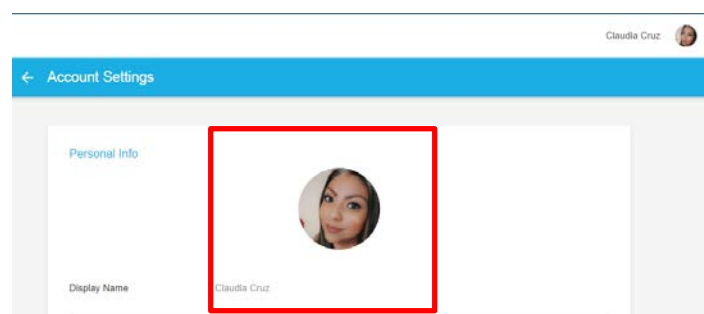 Claudia Cruz
← Account Settings
Personal Info
Display Name Claudia Cruz